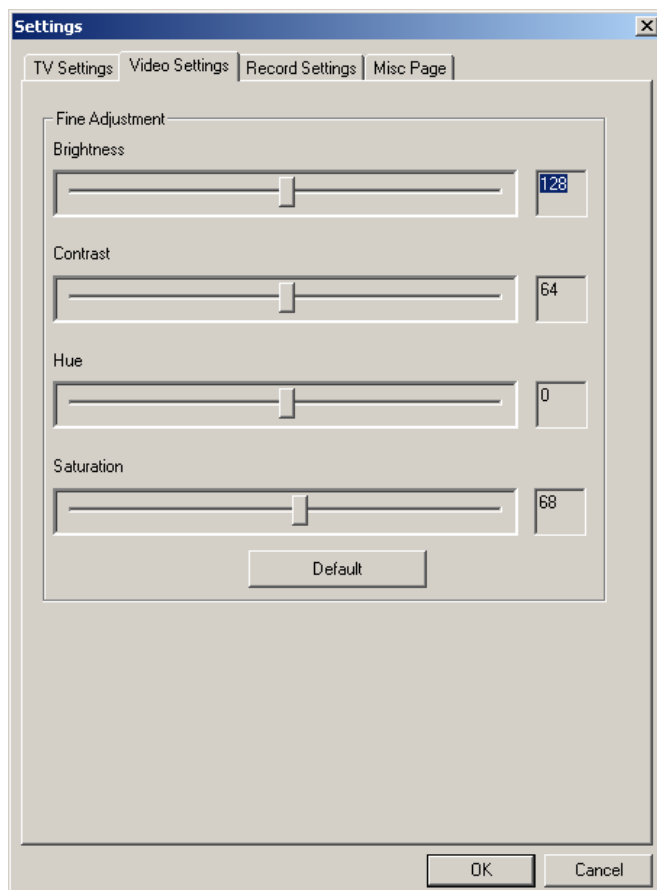 Settings
TV Settings Video Settings Record Settings Misc Page
Fine Adjustment
Brightness
128
Contrast
64
Hue
0
Saturation
68
Default
OK Cancel